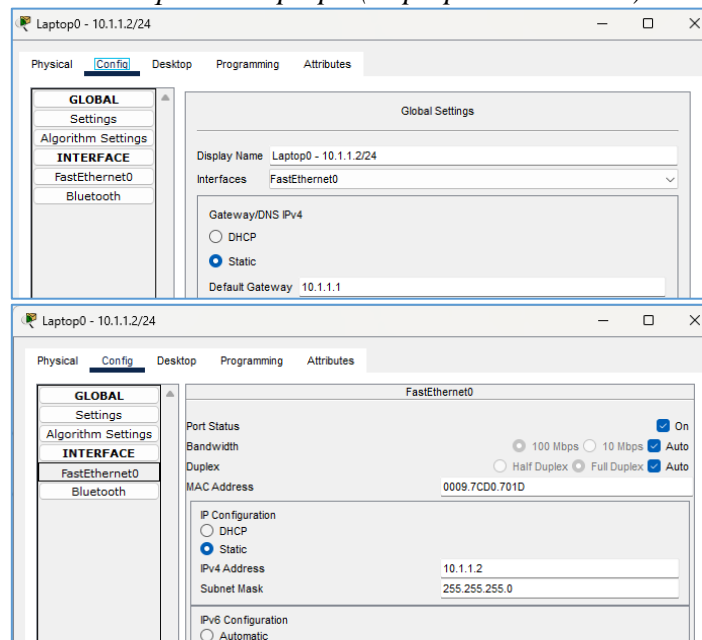 Laptop0 - 10.1.1.2/24
Physical Config Desktop Programming Attributes
GLOBAL
Settings
Algorithm Settings
INTERFACE
FastEthernet0
Bluetooth
Global Settings
Display Name Laptop0 - 10.1.1.2/24
Interfaces FastEthernet0
Gateway/DNS IPv4
DHCP
Static
Default Gateway 10.1.1.1
Laptop0 - 10.1.1.2/24
Physical Config Desktop Programming Attributes
GLOBAL
Settings
Algorithm Settings
INTERFACE
FastEthernet0
Bluetooth
FastEthernet0
Port Status On
Bandwidth 100 Mbps 10 Mbps Auto
Duplex Half Duplex Full Duplex Auto
MAC Address 0009.7CD0.701D
IP Configuration
DHCP
Static
IPv4 Address 10.1.1.2
Subnet Mask 255.255.255.0
IPv6 Configuration
Automatic